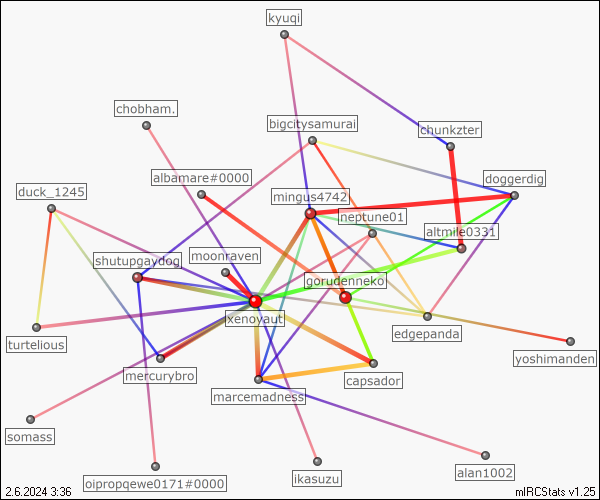 kyuqi
chobham.
bigcitysamurai
chunkzter
albamare#0000
doggerdig
duck_1245
mingus4742
neptune01
altmile0331
shutupgaydog
moonraven
gorudenneko
xenoyaut
edgepanda
turtelious
yoshimanden
mercurybro
capsador
marcemadness
somass
ikasuzu
alan1002
oipropqewe0171#0000
2.6.2024 3:36
mIRCStats v1.25